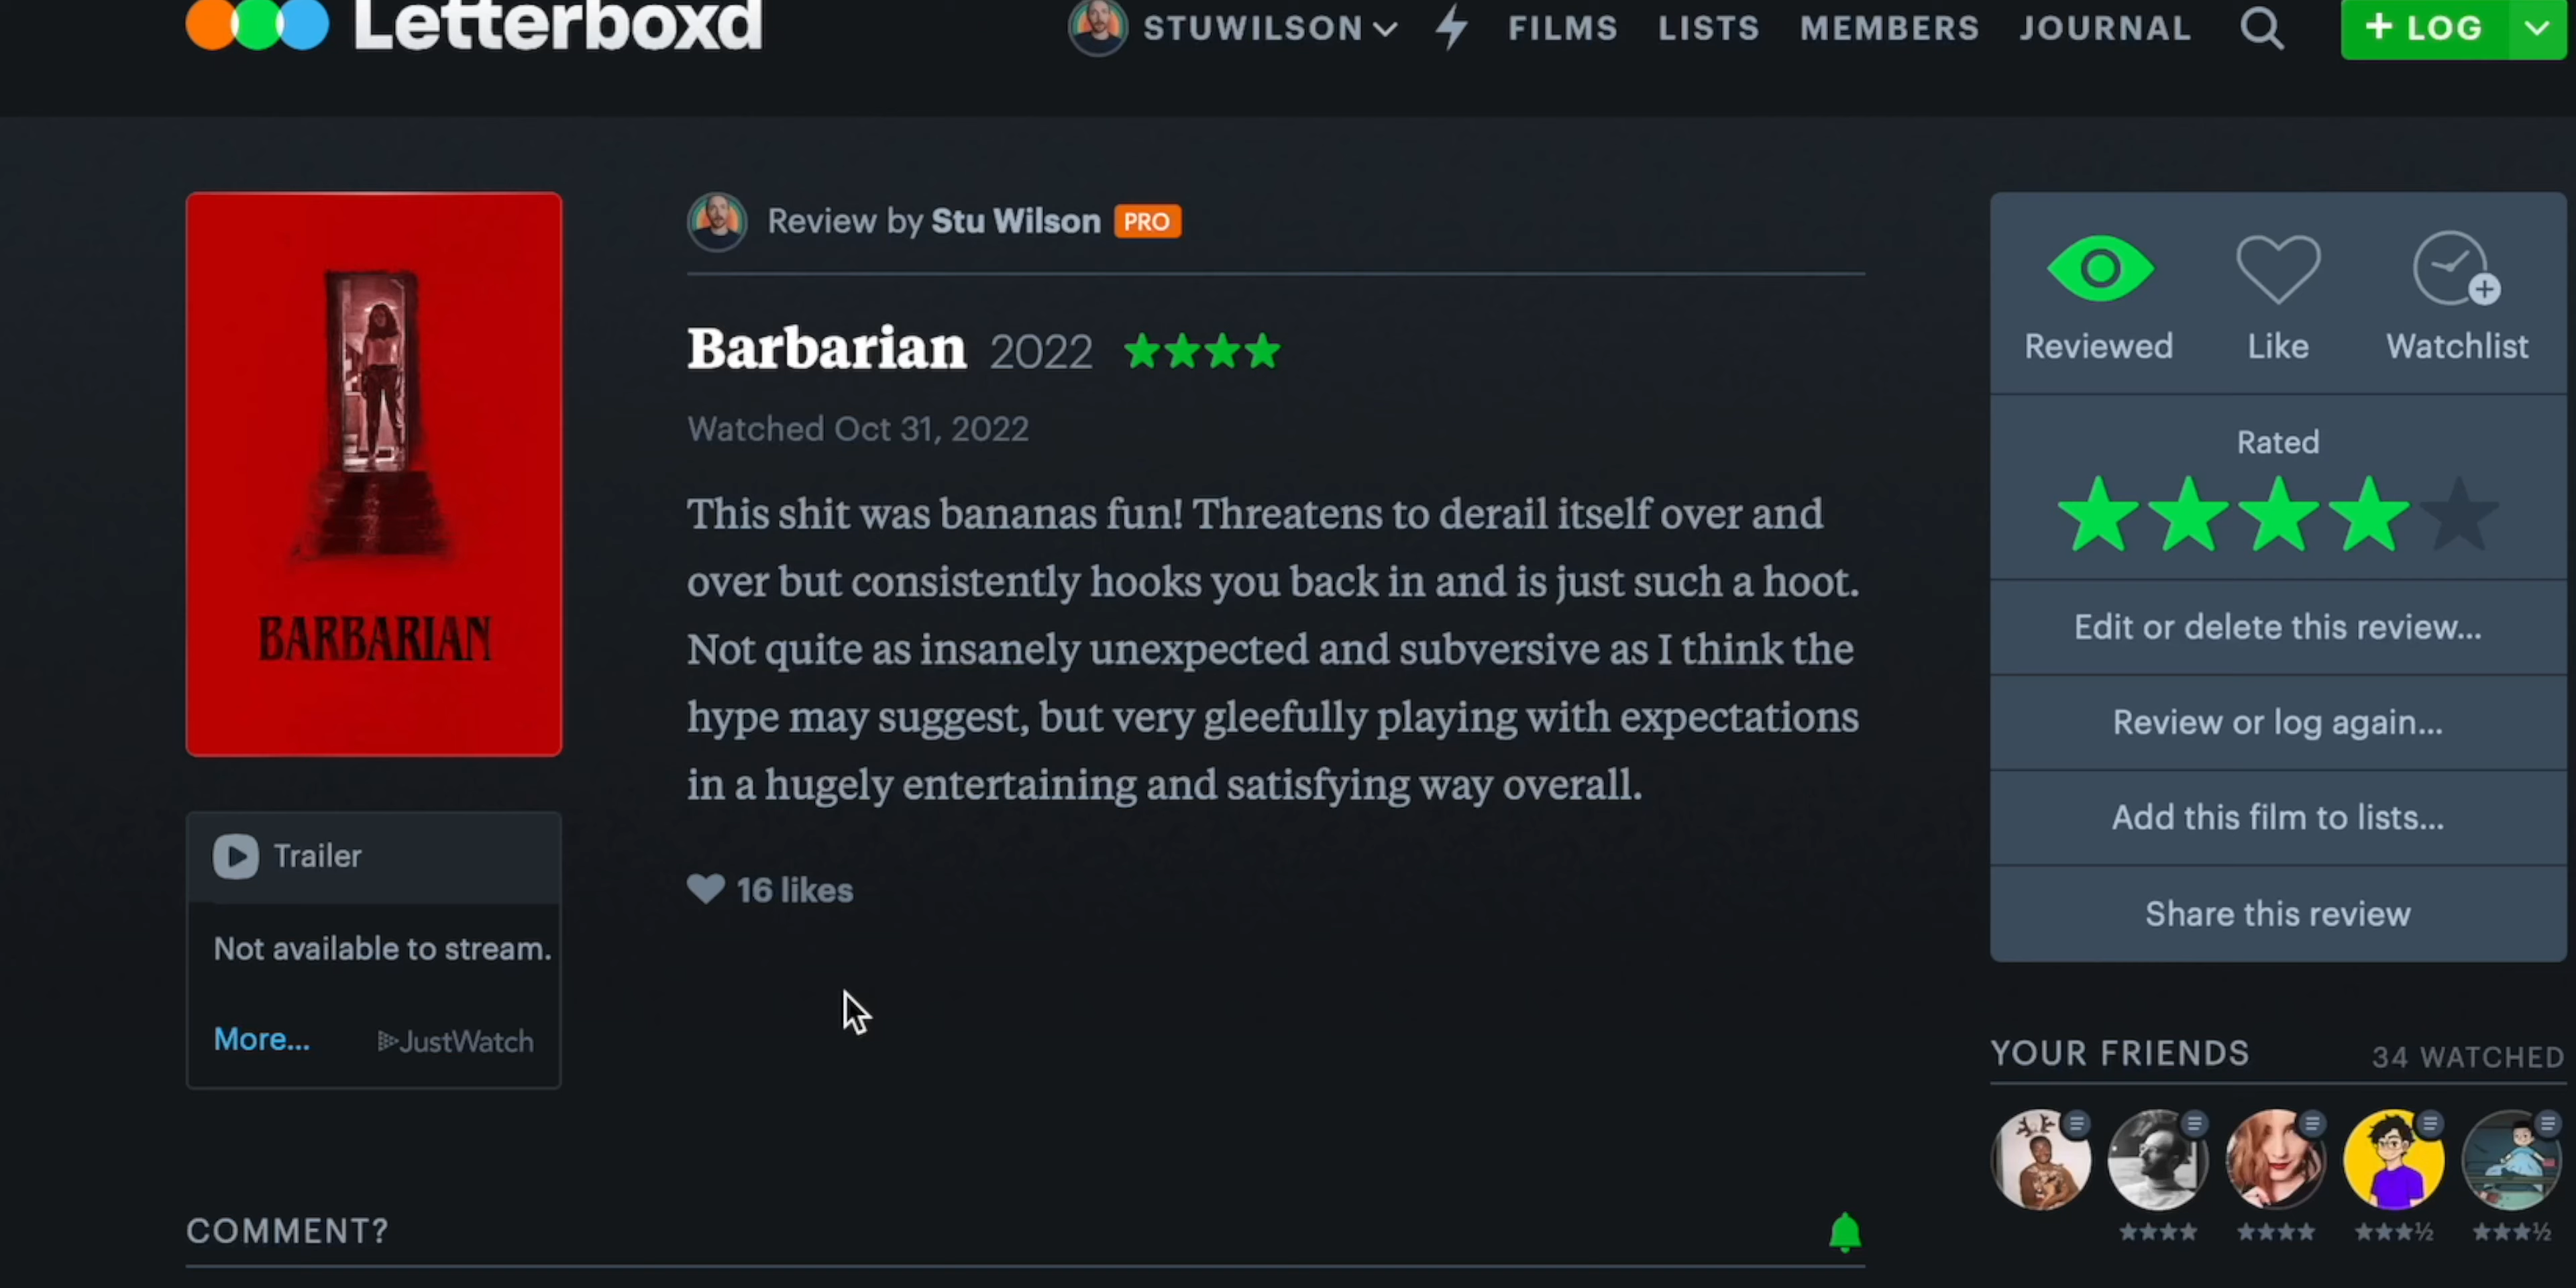 Letterboxd
STUWILSON
FILMS
LISTS
MEMBERS
JOURNAL
+ LOG
BARBARIAN
Trailer
Not available to stream.
More...
JustWatch
Review by Stu Wilson PRO
Barbarian 2022 ★★★★
Watched Oct 31, 2022
This shit was bananas fun! Threatens to derail itself over and
over but consistently hooks you back in and is just such a hoot.
Not quite as insanely unexpected and subversive as I think the
hype may suggest, but very gleefully playing with expectations
in a hugely entertaining and satisfying way overall.
16 likes
COMMENT?
Reviewed
Like
Watchlist
Rated
Edit or delete this review...
Review or log again...
Add this film to lists...
Share this review
YOUR FRIENDS
34 WATCHED
★★★★
★★★★
★★★½
★★★½